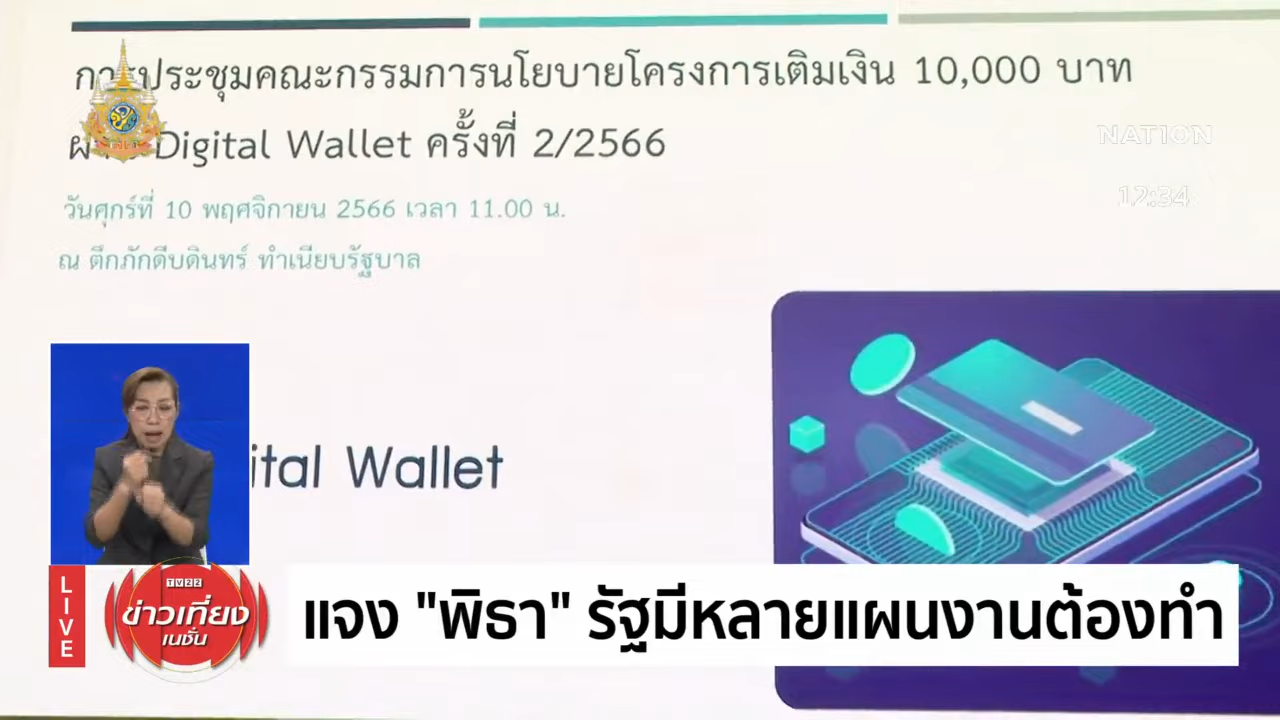 การประชุมคณะกรรมการนโยบายโครงการเติมเงิน 10,000 บาท
Digital Wallet ครั้งที่ 2/2566
วันศุกร์ที่ 10 พฤศจิกายน 2566 เวลา 11.00 น.
ณ ตึกภักดีบดินทร์ ทำเนียบรัฐบาล
NATION
12:34
ital Wallet
LIVE
TV22
ข่าวเที่ยง
เนชั่น
แจง "พิธา" รัฐมีหลายแผนงานต้องทำ